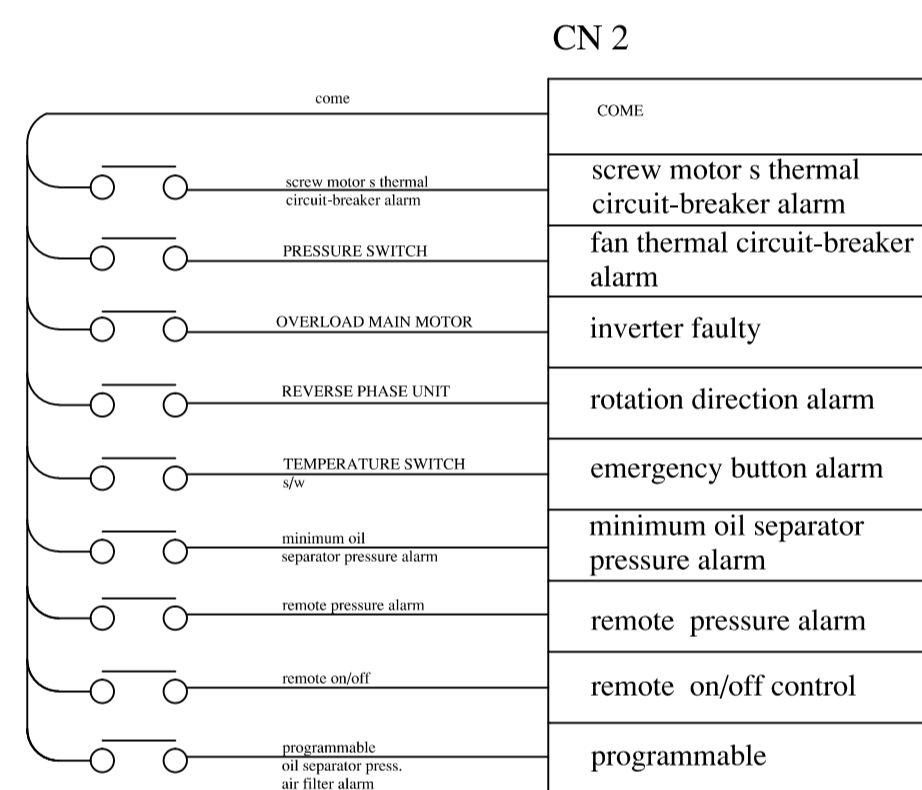 CN 2
come
COME
screw motor s thermal
circuit-breaker alarm
screw motor s thermal
circuit-breaker alarm
PRESSURE SWITCH
fan thermal circuit-breaker
alarm
OVERLOAD MAIN MOTOR
inverter faulty
REVERSE PHASE UNIT
rotation direction alarm
TEMPERATURE SWITCH
s/w
emergency button alarm
minimum oil
separator pressure alarm
minimum oil separator
pressure alarm
remote pressure alarm
remote pressure alarm
remote on/off
remote on/off control
programmable
oil separator press.
air filter alarm
programmable